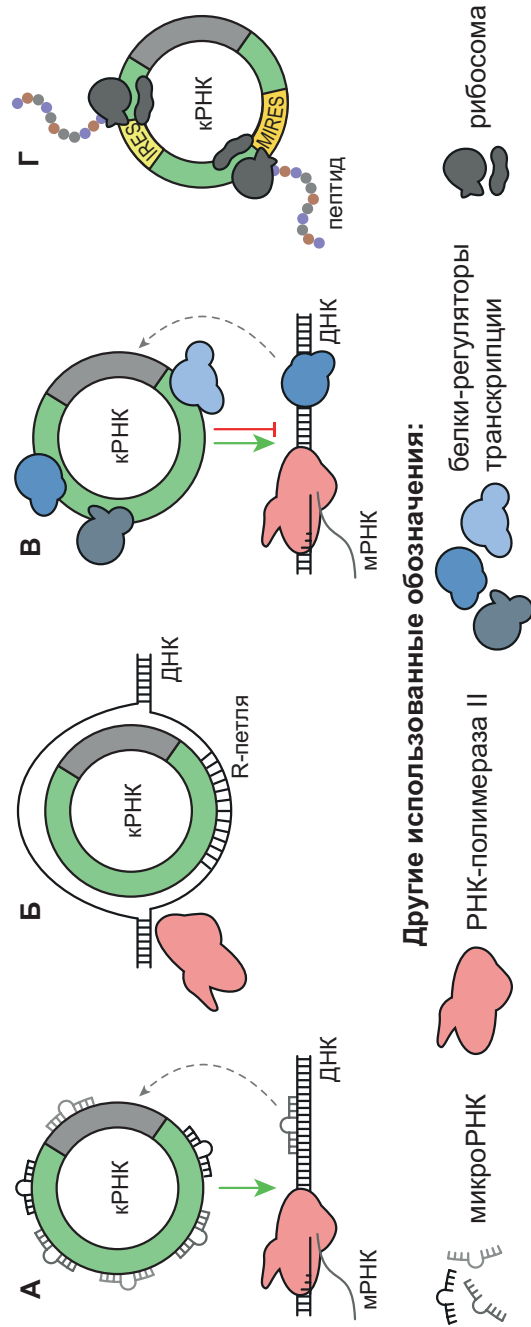 А
кРНК
ДНК
мРНК
Б
кРНК
ДНК
R-петля
В
кРНК
ДНК
мРНК
Г
кРНК
IRES
MIRES
пептид
Другие использованные обозначения:
микроРНК
РНК-полимераза II
белки-регуляторы
транскрипции
рибосома